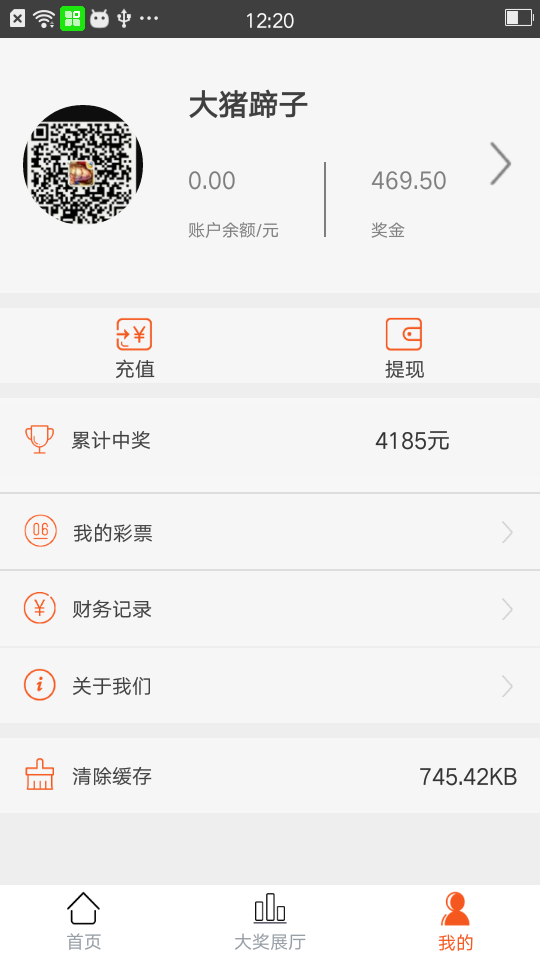 12:20
大猪蹄子
0.00
469.50
账户余额/元
奖金
充值
提现
累计中奖
4185元
06
我的彩票
财务记录
关于我们
清除缓存
745.42KB
首页
大奖展厅
我的